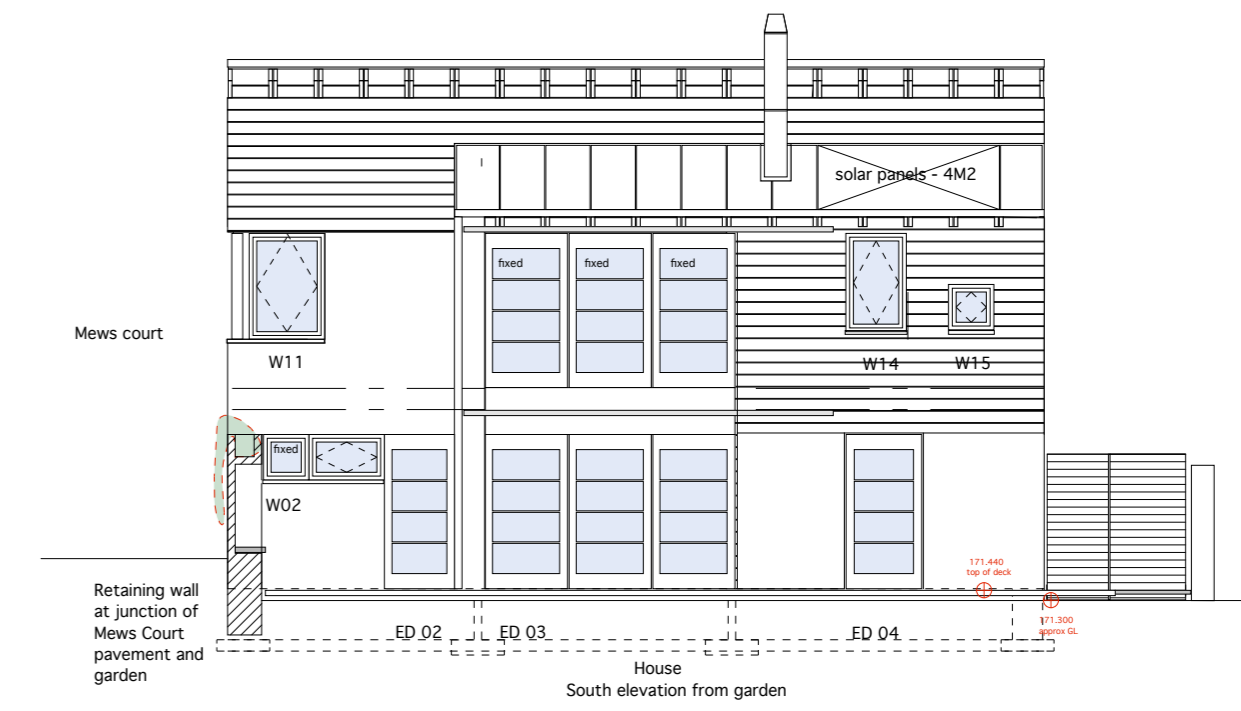 solar panels - 4M2
fixed
fixed
fixed
Mews court
W11
W14
W15
fixed
W02
171.440
top of deck
Retaining wall
at junction of
Mews Court
pavement and
garden
171.300
approx GL
ED 02
ED 03
ED 04
House
South elevation from garden